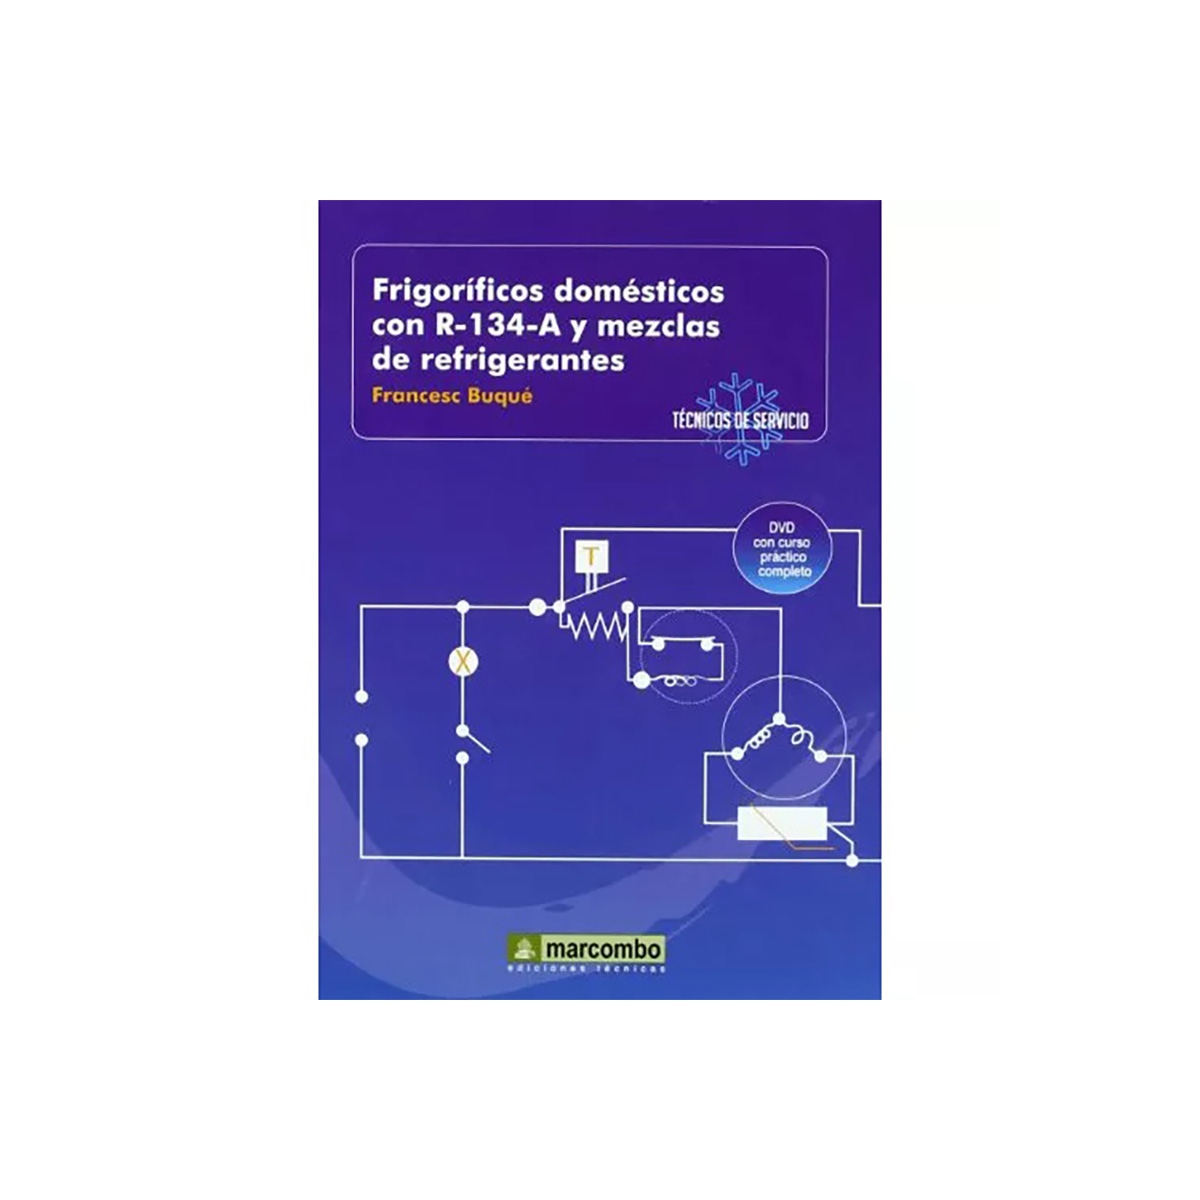 Frigoríficos domésticos
con R-134-A y mezclas
de refrigerantes
Francesc Buqué
TÉCNICOS DE SERVICIO
DVD
con curso
práctico
completo
T
X
marcombo
ediciones técnicas